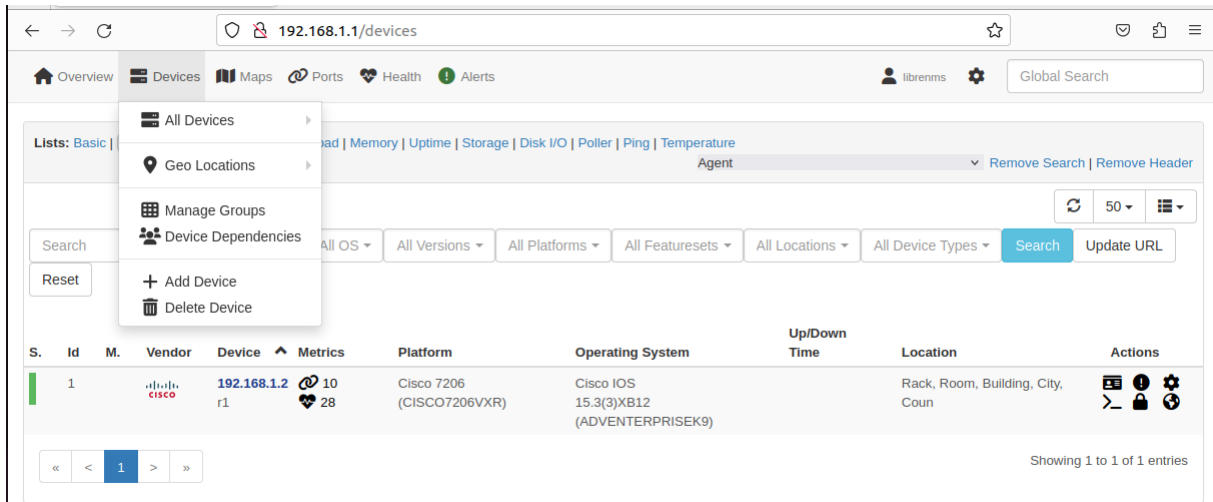 192.168.1.1/devices
Overview Devices Maps Ports Health Alerts librenms Global Search
All Devices
Geo Locations
Manage Groups
Device Dependencies
Add Device
Delete Device
Lists: Basic | oad | Memory | Uptime | Storage | Disk I/O | Poller | Ping | Temperature
Agent Remove Search | Remove Header
50
Search All OS All Versions All Platforms All Featuresets All Locations All Device Types Search Update URL
Reset
S. Id M. Vendor Device Metrics Platform Operating System Up/Down Time Location Actions
1 cisco 192.168.1.2 10 Cisco 7206 Cisco IOS Rack, Room, Building, City,
r1 28 (CISCO7206VXR) 15.3(3)XB12 Coun
(ADVENTERPRISEK9)
« < 1 > » Showing 1 to 1 of 1 entries